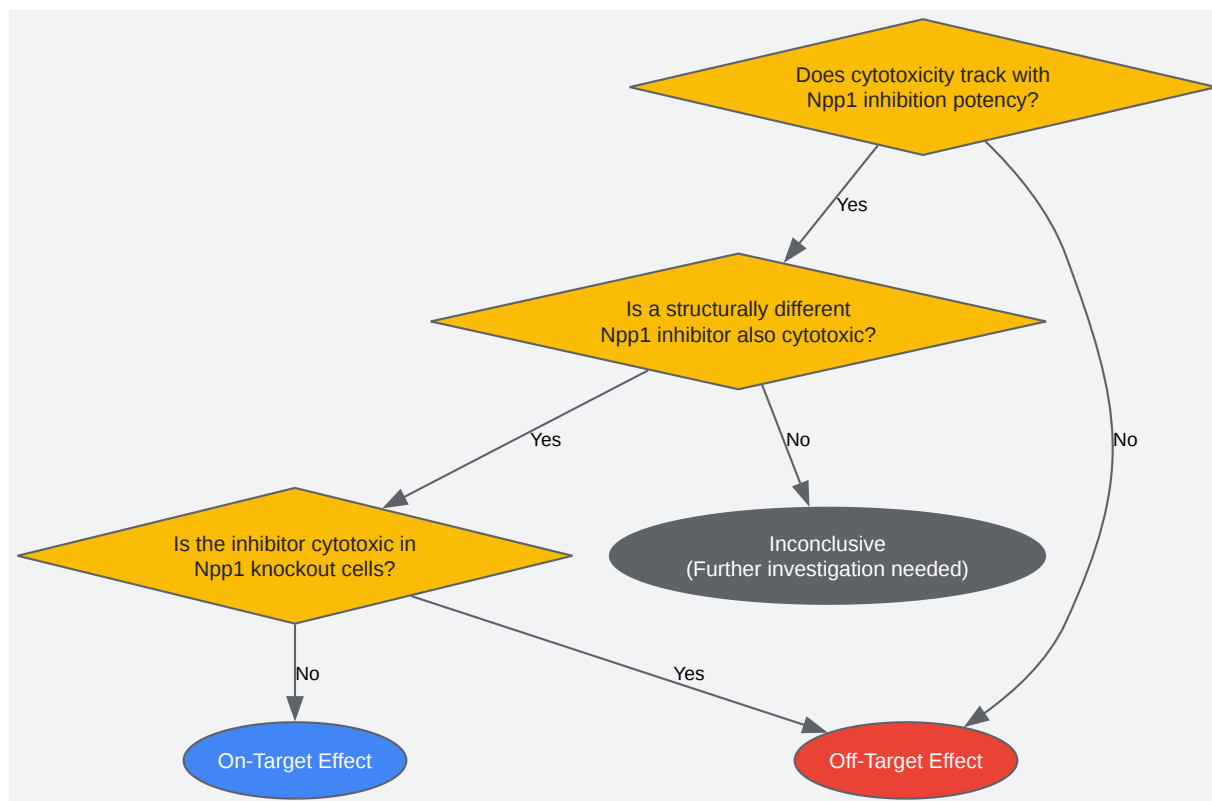 Does cytotoxicity track with
Npp1 inhibition potency?
Yes
Is a structurally different
Npp1 inhibitor also cytotoxic?
Yes
No
No
Is the inhibitor cytotoxic in
Npp1 knockout cells?
Inconclusive
(Further investigation needed)
No
Yes
On-Target Effect
Off-Target Effect